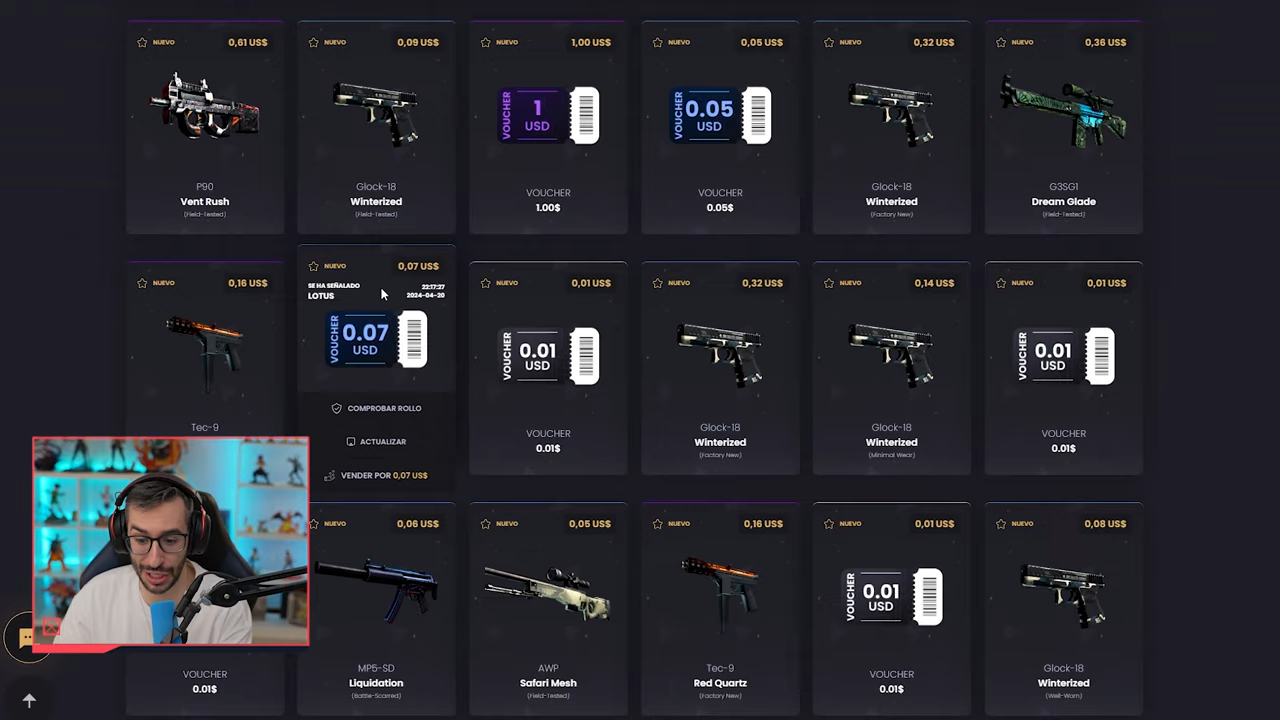 NUEVO 0,61 US$
P90
Vent Rush
(Field-Tested)
NUEVO 0,09 US$
Glock-18
Winterized
(Field-Tested)
NUEVO 1,00 US$
VOUCHER
1
USD
VOUCHER
1.00$
NUEVO 0,05 US$
VOUCHER
0.05
USD
VOUCHER
0.05$
NUEVO 0,32 US$
Glock-18
Winterized
(Factory New)
NUEVO 0,36 US$
G3SG1
Dream Glade
(Field-Tested)
NUEVO 0,16 US$
Tec-9
NUEVO 0,07 US$
SE HA SEÑALADO 22:17:27
LOTUS 2024-04-20
VOUCHER
0.07
USD
COMPROBAR ROLLO
ACTUALIZAR
VENDER POR 0,07 US$
NUEVO 0,01 US$
VOUCHER
0.01
USD
VOUCHER
0.01$
NUEVO 0,32 US$
Glock-18
Winterized
(Factory New)
NUEVO 0,14 US$
Glock-18
Winterized
(Minimal Wear)
NUEVO 0,01 US$
VOUCHER
0.01
USD
VOUCHER
0.01$
VOUCHER
0.01$
NUEVO 0,06 US$
MP5-SD
Liquidation
(Battle-Scarred)
NUEVO 0,05 US$
AWP
Safari Mesh
(Field-Tested)
NUEVO 0,16 US$
Tec-9
Red Quartz
(Factory New)
NUEVO 0,01 US$
VOUCHER
0.01
USD
VOUCHER
0.01$
NUEVO 0,08 US$
Glock-18
Winterized
(Well-Worn)